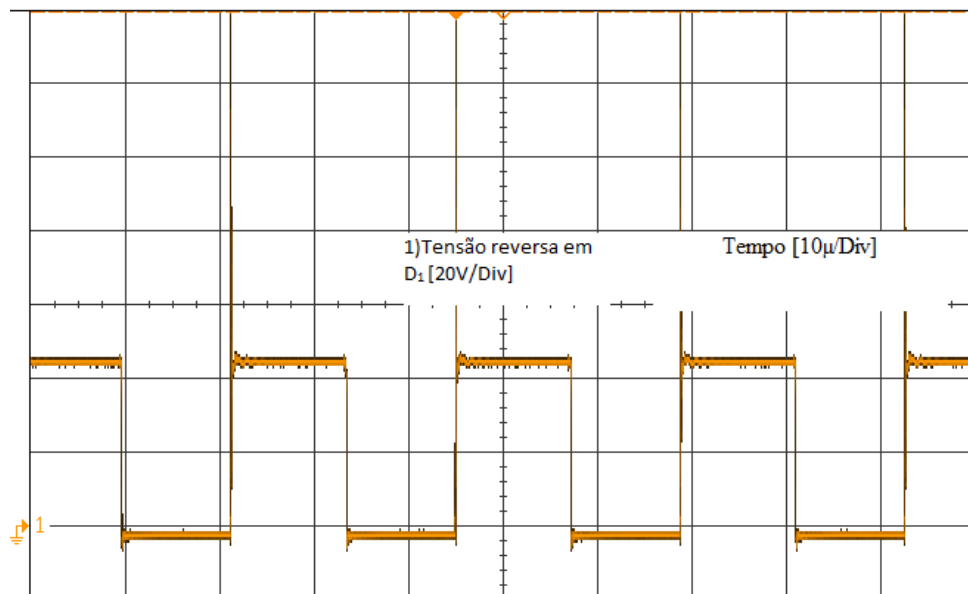 1)Tensão reversa em
D₁ [20V/Div]
Tempo [10µ/Div]
1